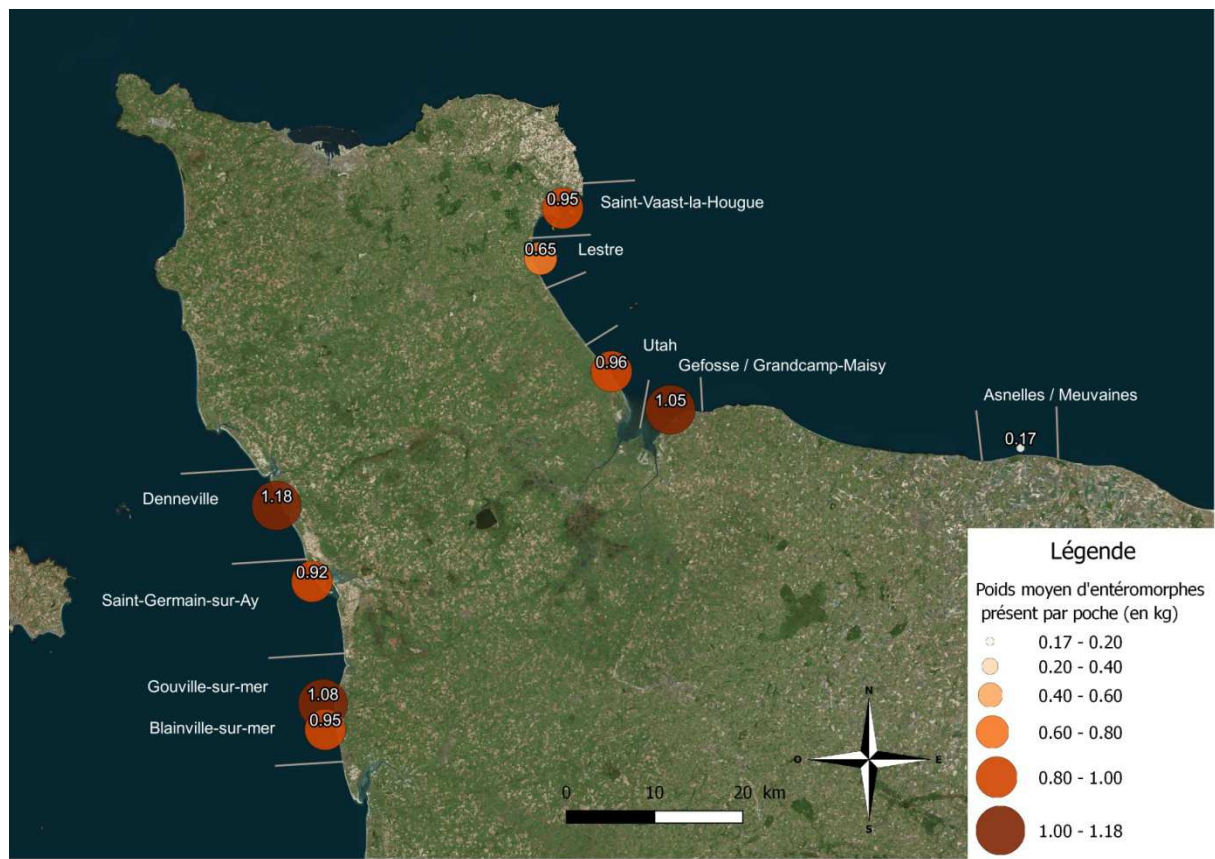 0.95
Saint-Vaast-la-Hougue
0.65
Lestre
0.96
Utah
Gefosse / Grandcamp-Maisy
1.05
Asnelles / Meuvaines
0.17
Denneville
1.18
0.92
Saint-Germain-sur-Ay
Gouville-sur-mer
1.08
Blainville-sur-mer
0.95
N
O
E
S
0 10 20 km
Légende
Poids moyen d'entéromorphes
présent par poche (en kg)
0.17 - 0.20
0.20 - 0.40
0.40 - 0.60
0.60 - 0.80
0.80 - 1.00
1.00 - 1.18